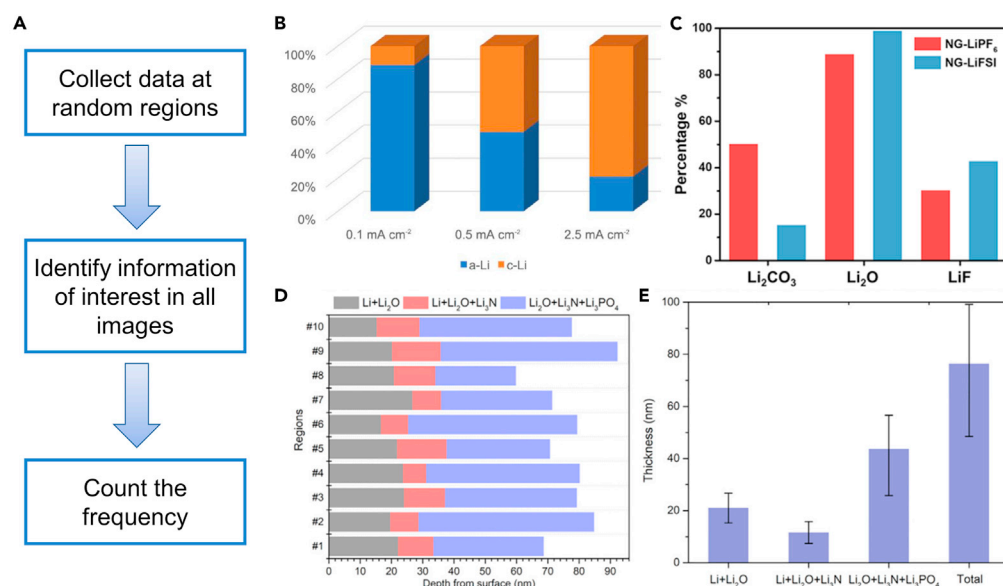 A
Collect data at
random regions
Identify information
of interest in all
images
Count the
frequency
B
100%
80%
60%
40%
20%
0%
0.1 mA cm⁻²
0.5 mA cm⁻²
2.5 mA cm⁻²
a-Li
c-Li
C
NG-LiPF₆
NG-LiFSI
Percentage %
100
80
60
40
20
0
Li₂CO₃
Li₂O
LiF
D
Li+Li₂O
Li+Li₂O+Li₃N
Li₂O+Li₃N+Li₃PO₄
Regions
#10
#9
#8
#7
#6
#5
#4
#3
#2
#1
0 10 20 30 40 50 60 70 80 90
Depth from surface (nm)
E
Thickness (nm)
100
80
60
40
20
0
Li+Li₂O
Li+Li₂O+Li₃N
Li₂O+Li₃N+Li₃PO₄
Total